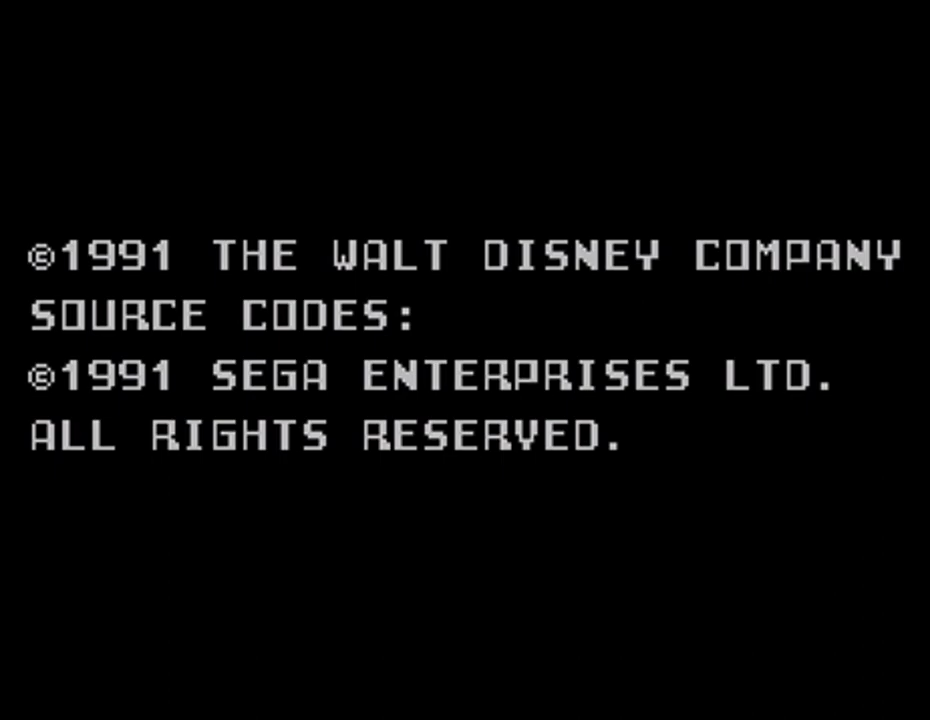 ©1991 THE WALT DISNEY COMPANY
SOURCE CODES:
©1991 SEGA ENTERPRISES LTD.
ALL RIGHTS RESERVED.